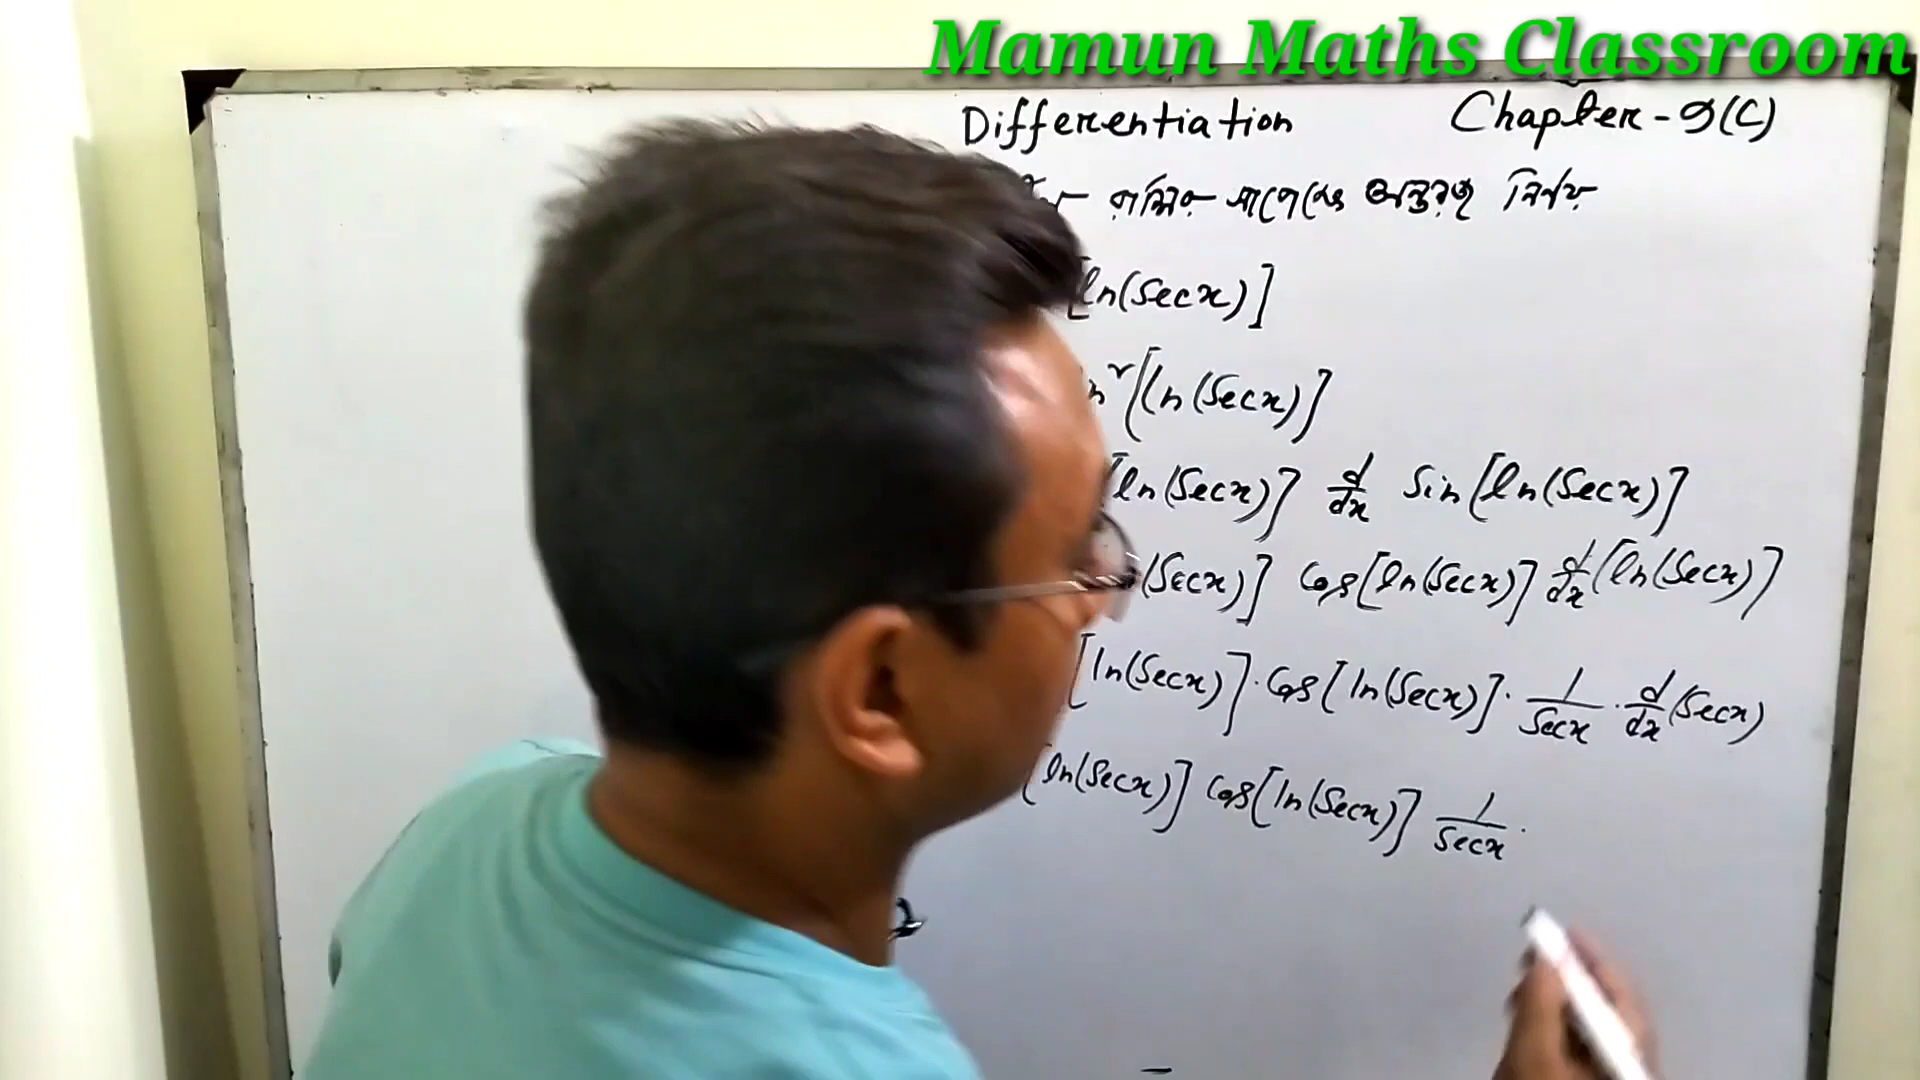 Mamun Maths Classroom
Differentiation Chapter-9(C)
রাশির সাপেক্ষে অন্তরজ নির্ণয়
[ln(Secx)]
n²[ln(Secx)]
[ln(Secx)] d/dx Sin[ln(Secx)]
(Secx)] Cos[ln(Secx)] d/dx[ln(Secx)]
[ln(Secx)]·Cos[ln(Secx)]· 1/Secx · d/dx(Secx)
[ln(Secx)] Cos[ln(Secx)] 1/Secx ·